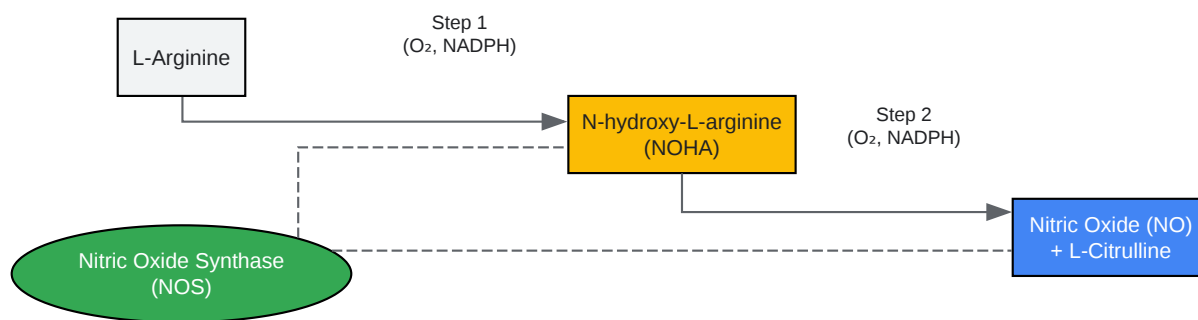 Step 1
(O₂, NADPH)
L-Arginine
N-hydroxy-L-arginine
(NOHA)
Step 2
(O₂, NADPH)
Nitric Oxide (NO)
+ L-Citrulline
Nitric Oxide Synthase
(NOS)